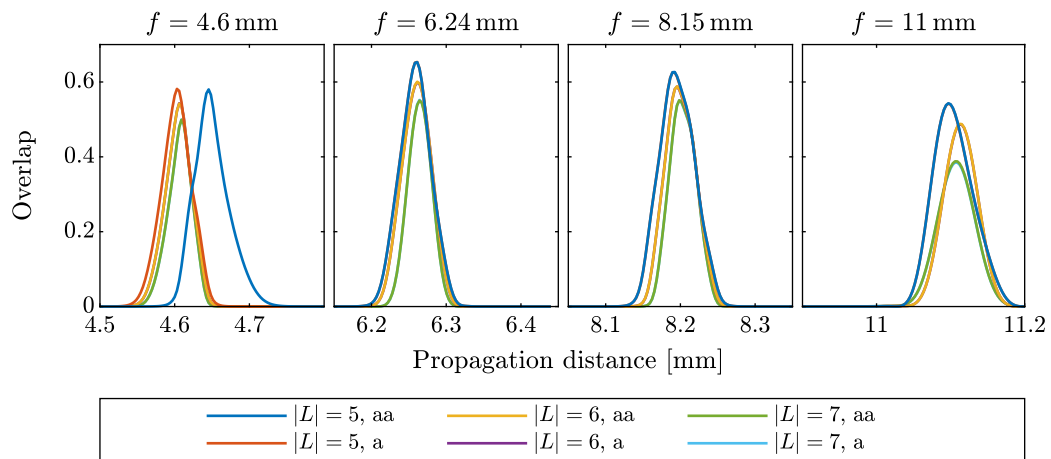 f = 4.6 mm f = 6.24 mm f = 8.15 mm f = 11 mm
0.6
0.4
0.2
0
Overlap
4.5 4.6 4.7 6.2 6.3 6.4 8.1 8.2 8.3 11 11.2
Propagation distance [mm]
|L| = 5, aa |L| = 6, aa |L| = 7, aa
|L| = 5, a |L| = 6, a |L| = 7, a